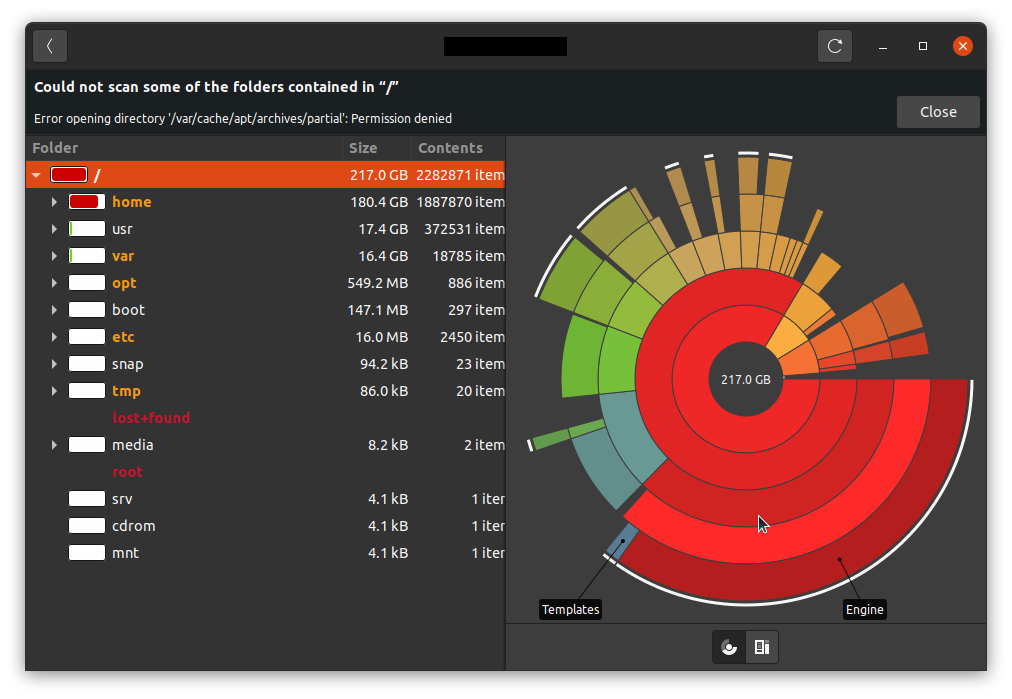 Could not scan some of the folders contained in “/”
Error opening directory '/var/cache/apt/archives/partial': Permission denied
Close
Folder Size Contents
/ 217.0 GB 2282871 item
home 180.4 GB 1887870 item
usr 17.4 GB 372531 item
var 16.4 GB 18785 item
opt 549.2 MB 886 item
boot 147.1 MB 297 item
etc 16.0 MB 2450 item
snap 94.2 kB 23 item
tmp 86.0 kB 20 item
lost+found
media 8.2 kB 2 item
root
srv 4.1 kB 1 iter
cdrom 4.1 kB 1 iter
mnt 4.1 kB 1 iter
217.0 GB
Templates
Engine